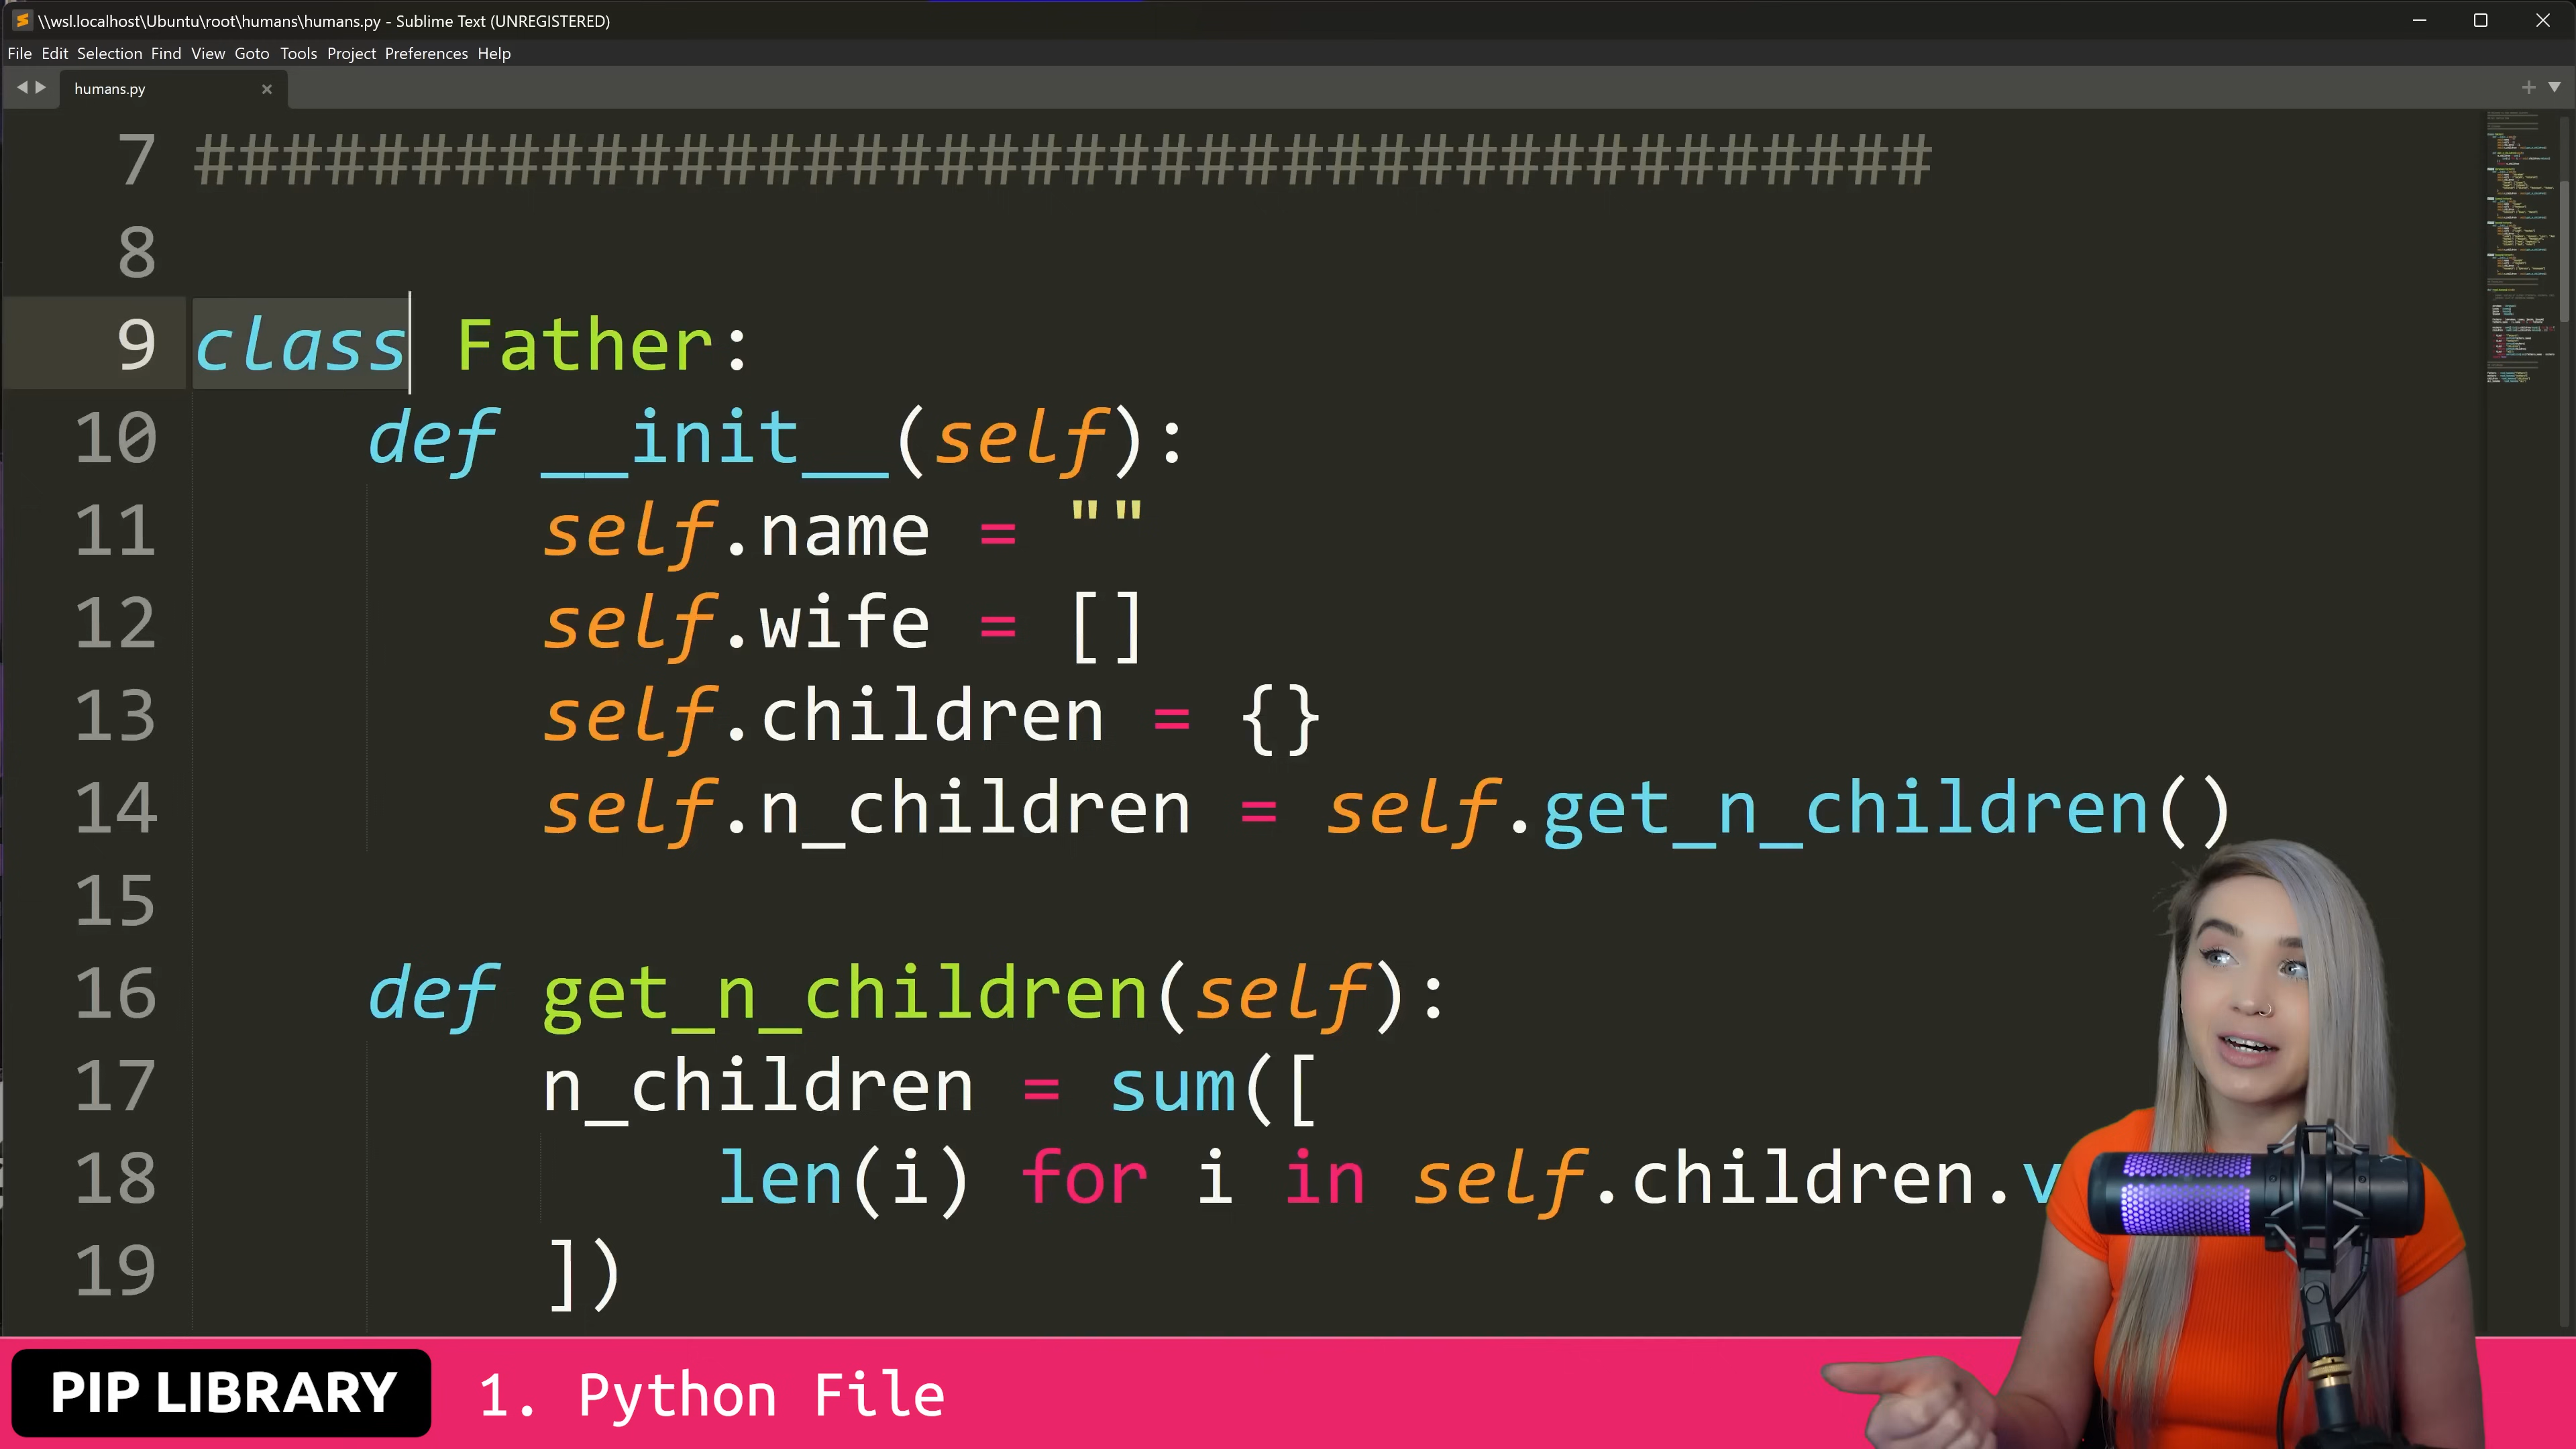 \\wsl.localhost\Ubuntu\root\humans\humans.py - Sublime Text (UNREGISTERED)
File Edit Selection Find View Goto Tools Project Preferences Help
humans.py
7 ########################################
8
9 class Father:
10 def __init__(self):
11 self.name = ""
12 self.wife = []
13 self.children = {}
14 self.n_children = self.get_n_children()
15
16 def get_n_children(self):
17 n_children = sum([
18 len(i) for i in self.children.v
19 ])
PIP LIBRARY 1. Python File